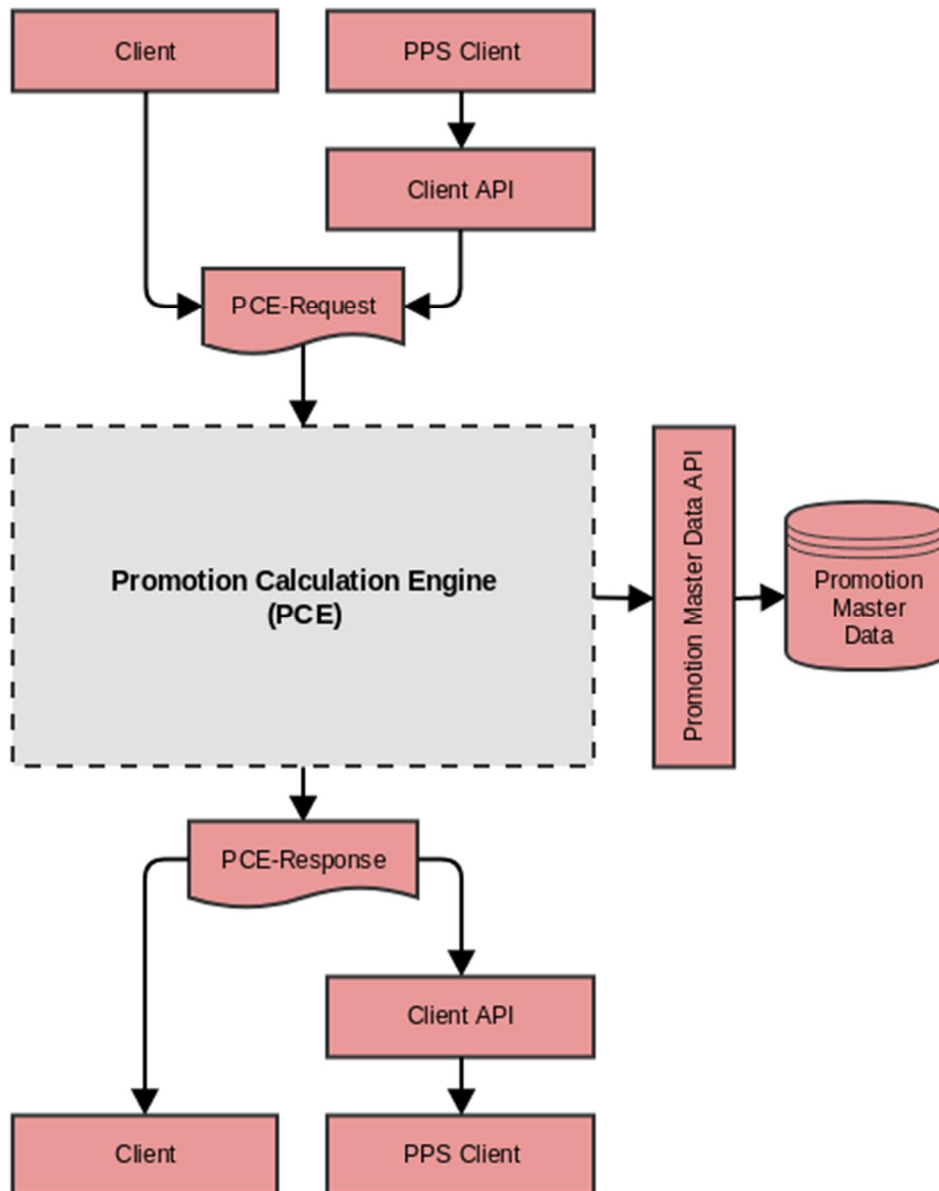 Client
PPS Client
Client API
PCE-Request
Promotion Calculation Engine
(PCE)
Promotion Master Data API
Promotion
Master
Data
PCE-Response
Client API
Client
PPS Client